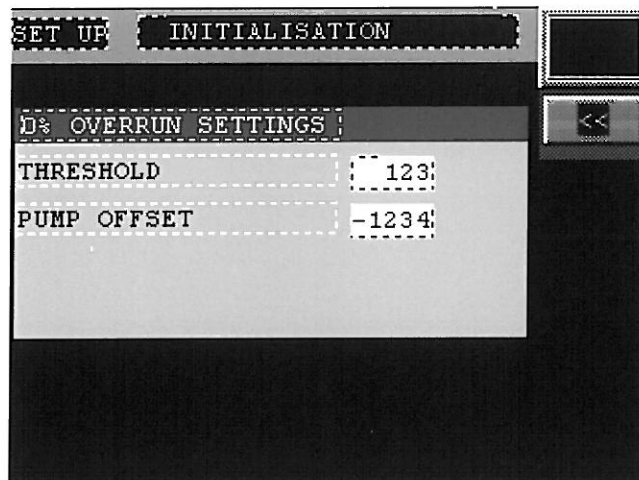 SET UP INITIALISATION
<<
D% OVERRUN SETTINGS
THRESHOLD 123
PUMP OFFSET -1234